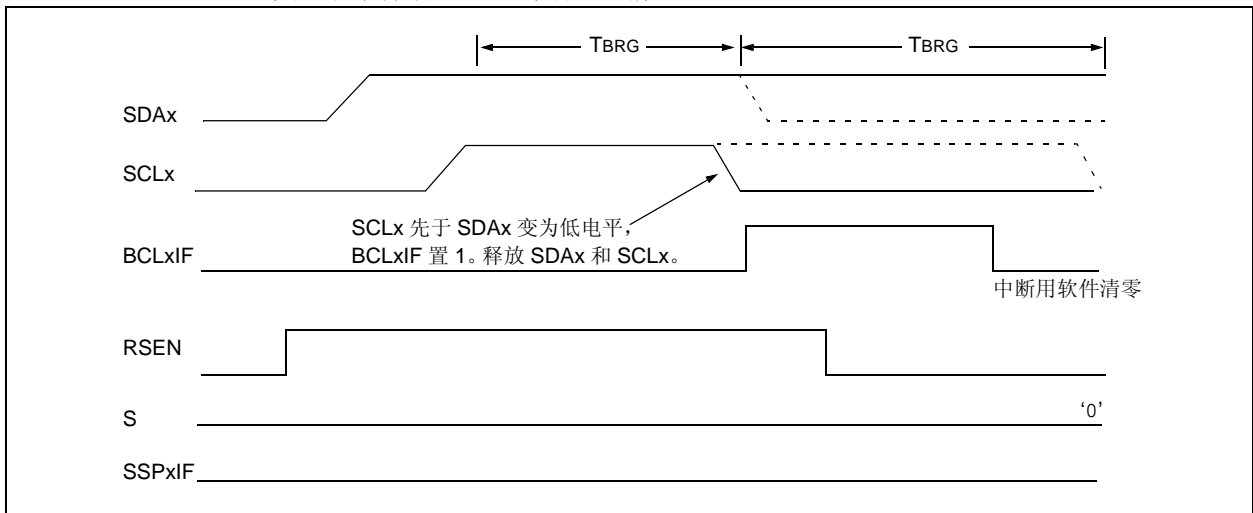 TBRG
TBRG
SDAx
SCLx
SCLx 先于 SDAx 变为低电平,
BCLxIF 置 1。释放 SDAx 和 SCLx。
BCLxIF
中断用软件清零
RSEN
S
‘0’
SSPxIF